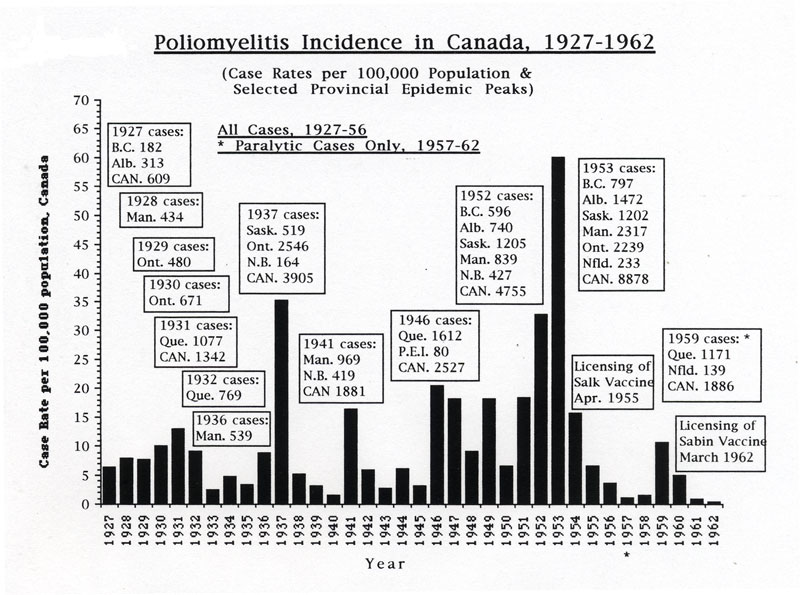 Poliomyelitis Incidence in Canada, 1927-1962
(Case Rates per 100,000 Population &
Selected Provincial Epidemic Peaks)
All Cases, 1927-56
* Paralytic Cases Only, 1957-62
Case Rate per 100,000 population, Canada
70
65
60
55
50
45
40
35
30
25
20
15
10
5
0
1927 cases:
B.C. 182
Alb. 313
CAN. 609
1928 cases:
Man. 434
1929 cases:
Ont. 480
1930 cases:
Ont. 671
1931 cases:
Que. 1077
CAN. 1342
1932 cases:
Que. 769
1936 cases:
Man. 539
1937 cases:
Sask. 519
Ont. 2546
N.B. 164
CAN. 3905
1941 cases:
Man. 969
N.B. 419
CAN 1881
1946 cases:
Que. 1612
P.E.I. 80
CAN. 2527
1952 cases:
B.C. 596
Alb. 740
Sask. 1205
Man. 839
N.B. 427
CAN. 4755
1953 cases:
B.C. 797
Alb. 1472
Sask. 1202
Man. 2317
Ont. 2239
Nfld. 233
CAN. 8878
Licensing of
Salk Vaccine
Apr. 1955
1959 cases: *
Que. 1171
Nfld. 139
CAN. 1886
Licensing of
Sabin Vaccine
March 1962
1927
1928
1929
1930
1931
1932
1933
1934
1935
1936
1937
1938
1939
1940
1941
1942
1943
1944
1945
1946
1947
1948
1949
1950
1951
1952
1953
1954
1955
1956
1957
1958
1959
1960
1961
1962
*
Year